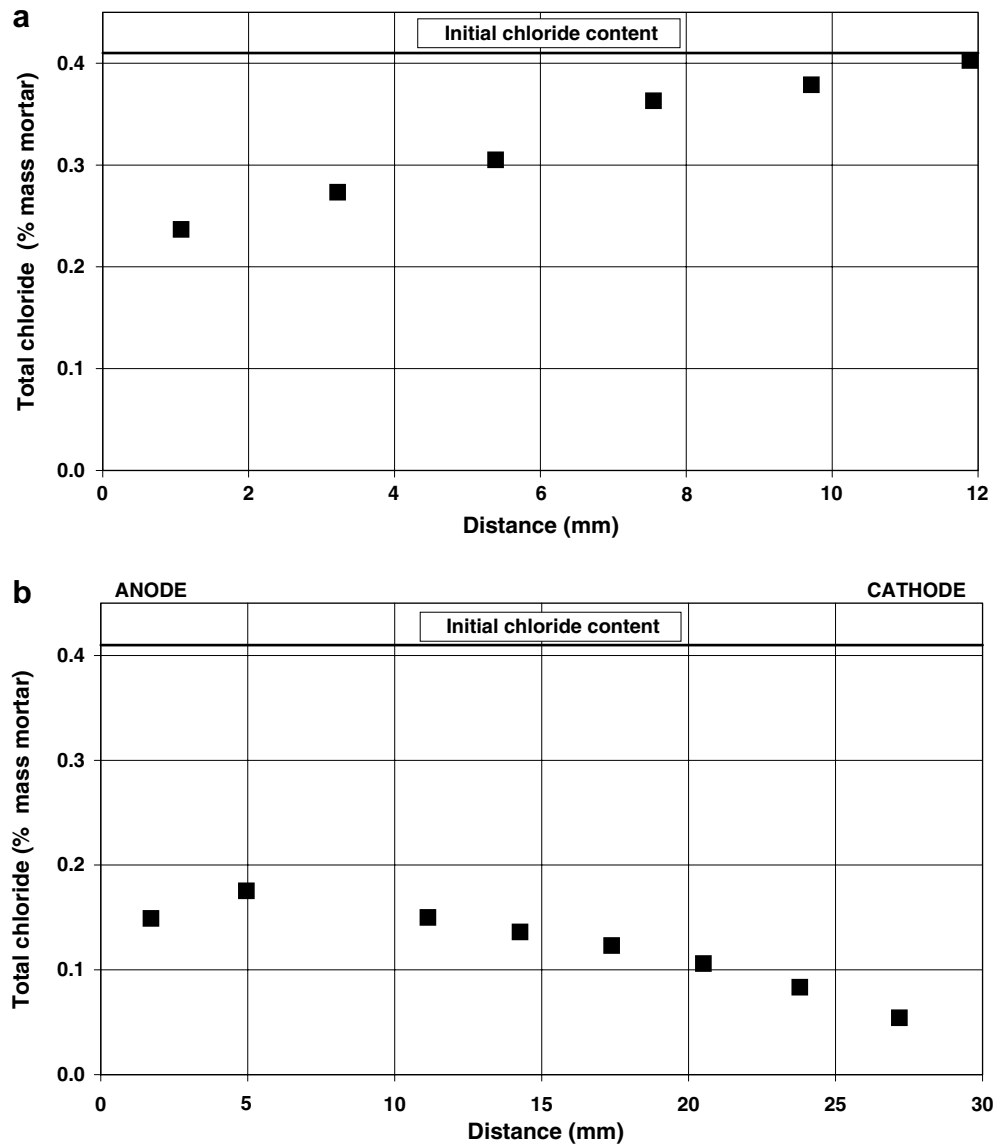 a
Initial chloride content
Total chloride (% mass mortar)
0.4
0.3
0.2
0.1
0.0
0 2 4 6 8 10 12
Distance (mm)
b
ANODE CATHODE
Initial chloride content
Total chloride (% mass mortar)
0.4
0.3
0.2
0.1
0.0
0 5 10 15 20 25 30
Distance (mm)